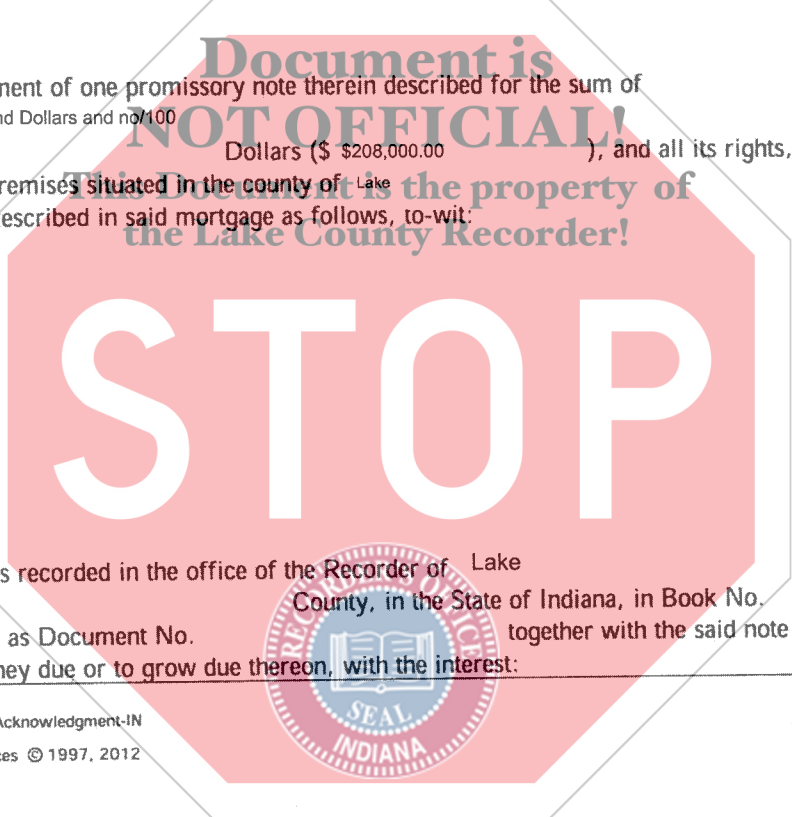 Document is
nent of one promissory note therein described for the sum of
nd Dollars and no/100
NOT OFFICIAL!
Dollars ($ $208,000.00 ), and all its rights,
This Document is the property of
remises situated in the county of Lake
escribed in said mortgage as follows, to-wit:
the Lake County Recorder!
STOP
s recorded in the office of the Recorder of Lake
County, in the State of Indiana, in Book No.
as Document No. together with the said note
ney due or to grow due thereon, with the interest:
RECORDER'S OFFICE
SEAL
INDIANA
Acknowledgment-IN
ces © 1997, 2012